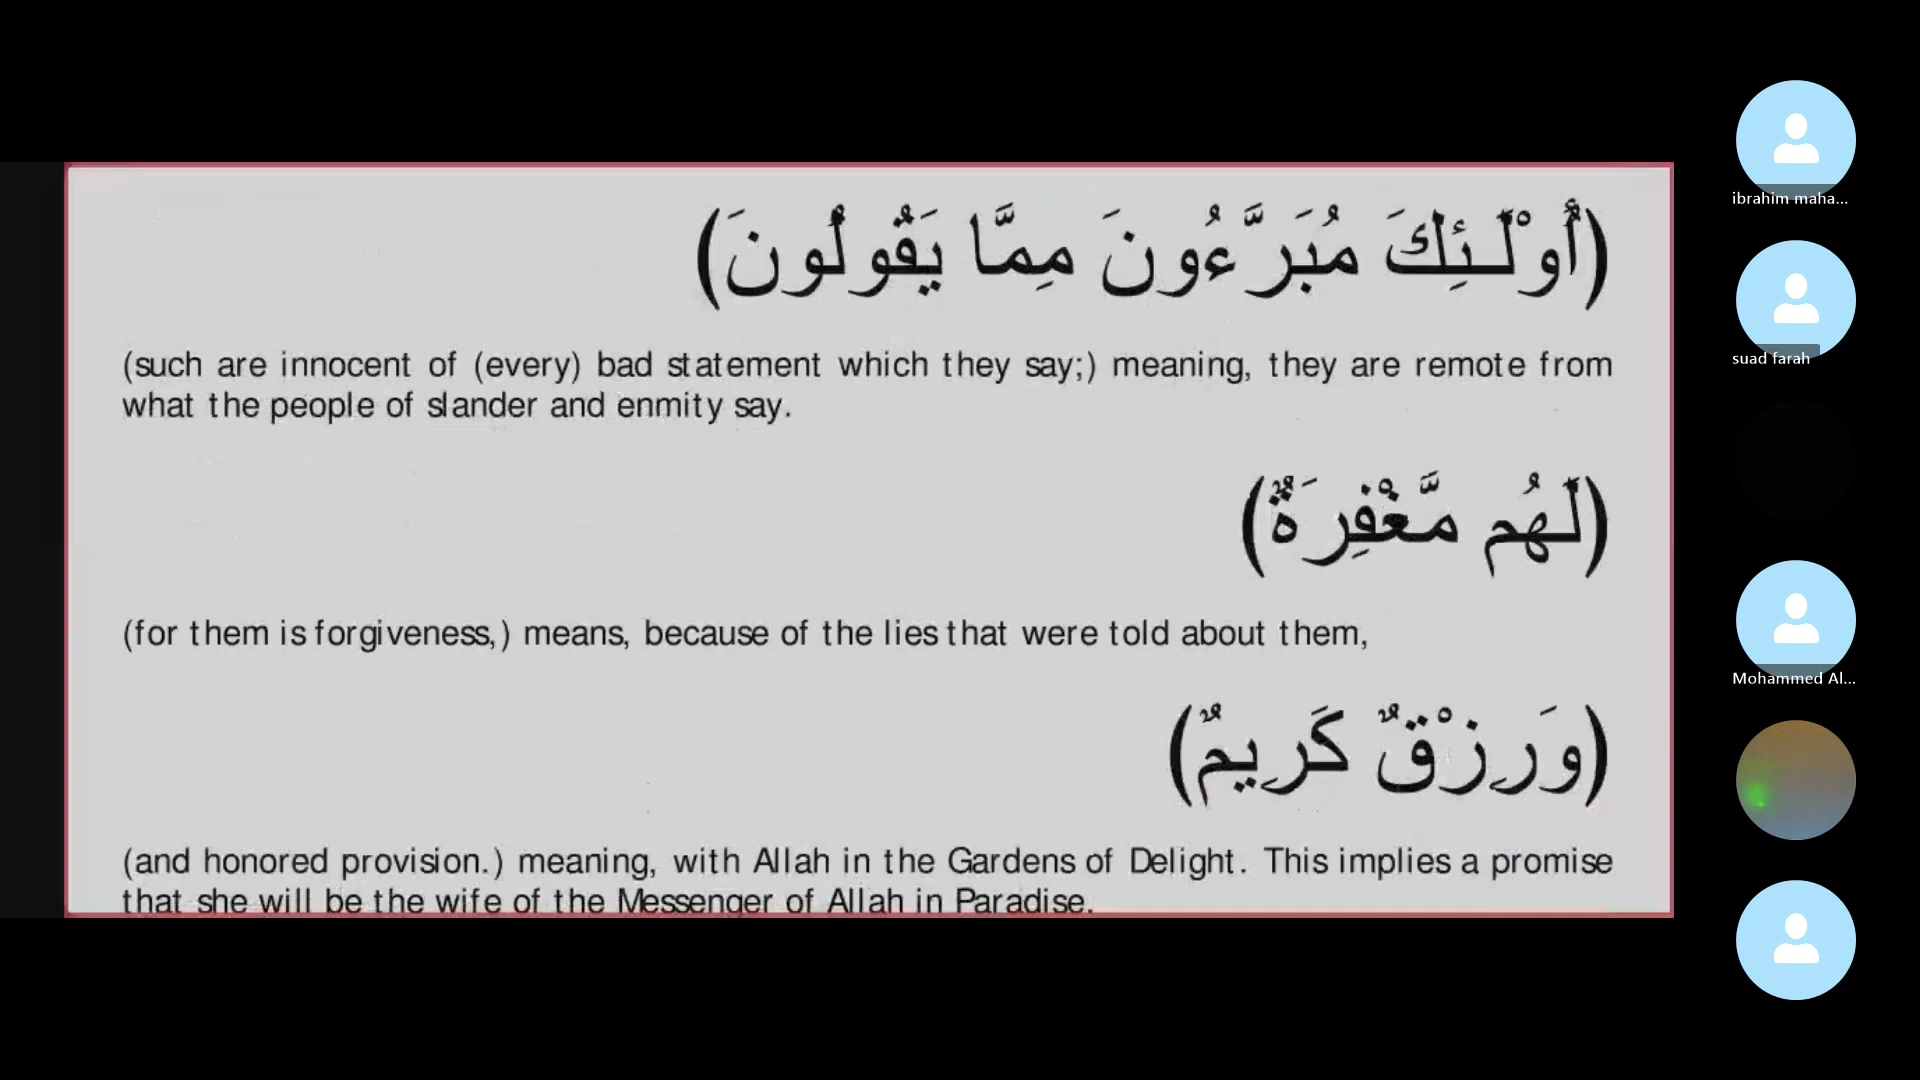 (أُوْلَـئِكَ مُبَرَّءُونَ مِمَّا يَقُولُونَ)
(such are innocent of (every) bad statement which they say;) meaning, they are remote from
what the people of slander and enmity say.
(لَهُم مَّغْفِرَةٌ)
(for them is forgiveness,) means, because of the lies that were told about them,
(وَرِزْقٌ كَرِيمٌ)
(and honored provision.) meaning, with Allah in the Gardens of Delight. This implies a promise
that she will be the wife of the Messenger of Allah in Paradise.
ibrahim maha...
suad farah
Mohammed Al...